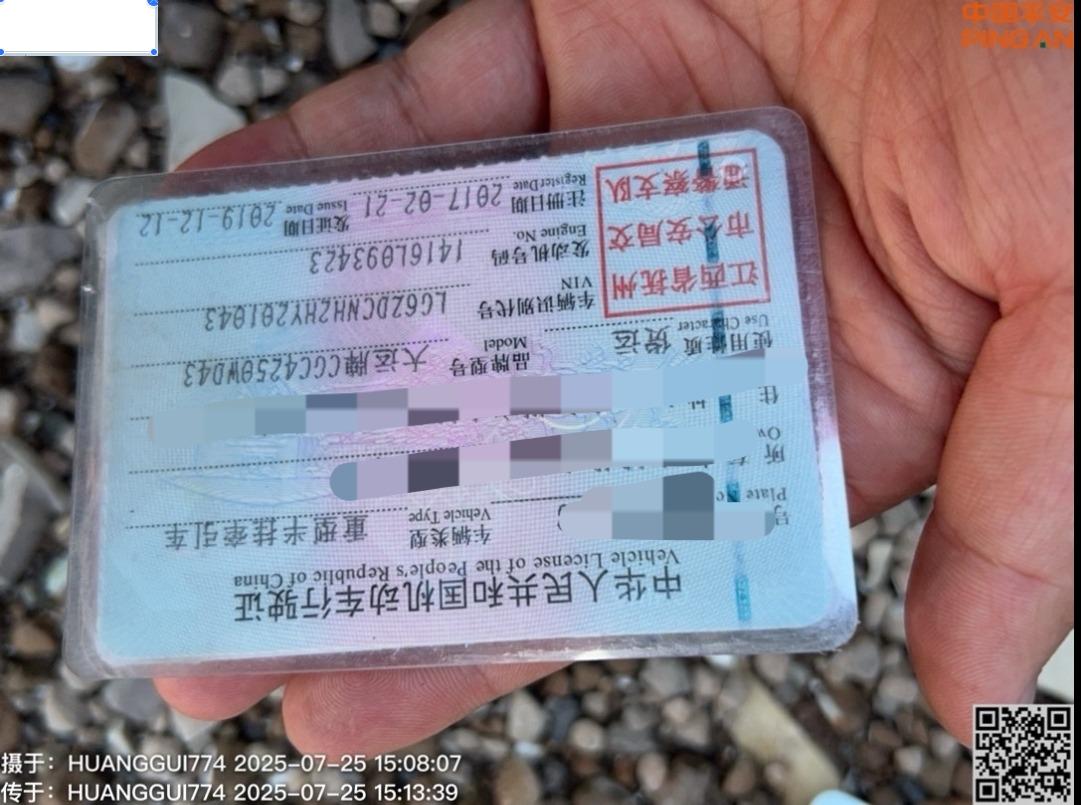 中国平安
PING AN
中华人民共和国机动车行驶证
Vehicle License of the People's Republic of China
号 车辆类型 重型半挂牵引车
Plate Vehicle Type
所
住
品牌型号 大运牌CGC4250WD43
Model
使用性质 货运
Use Character
车辆识别代号 LG6ZDCNH2HY201043
VIN
发动机号码 1416L093423
Engine No.
注册日期 2017-02-21 发证日期 2019-12-12
Register Date Issue Date
江西省抚州
市公安局交
通警察支队
摄于：HUANGGUI774 2025-07-25 15:08:07
传于：HUANGGUI774 2025-07-25 15:13:39